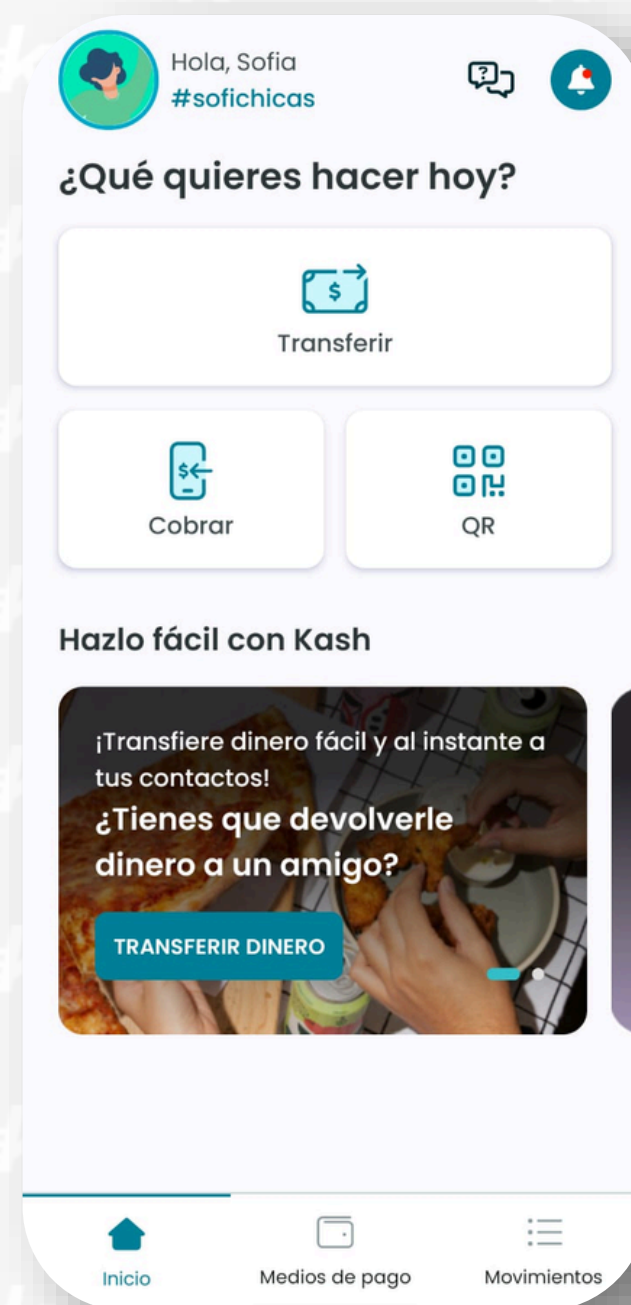 Hola, Sofia
#sofichicas
¿Qué quieres hacer hoy?
Transferir
Cobrar
QR
Hazlo fácil con Kash
¡Transfiere dinero fácil y al instante a
tus contactos!
¿Tienes que devolverle
dinero a un amigo?
TRANSFERIR DINERO
Inicio
Medios de pago
Movimientos